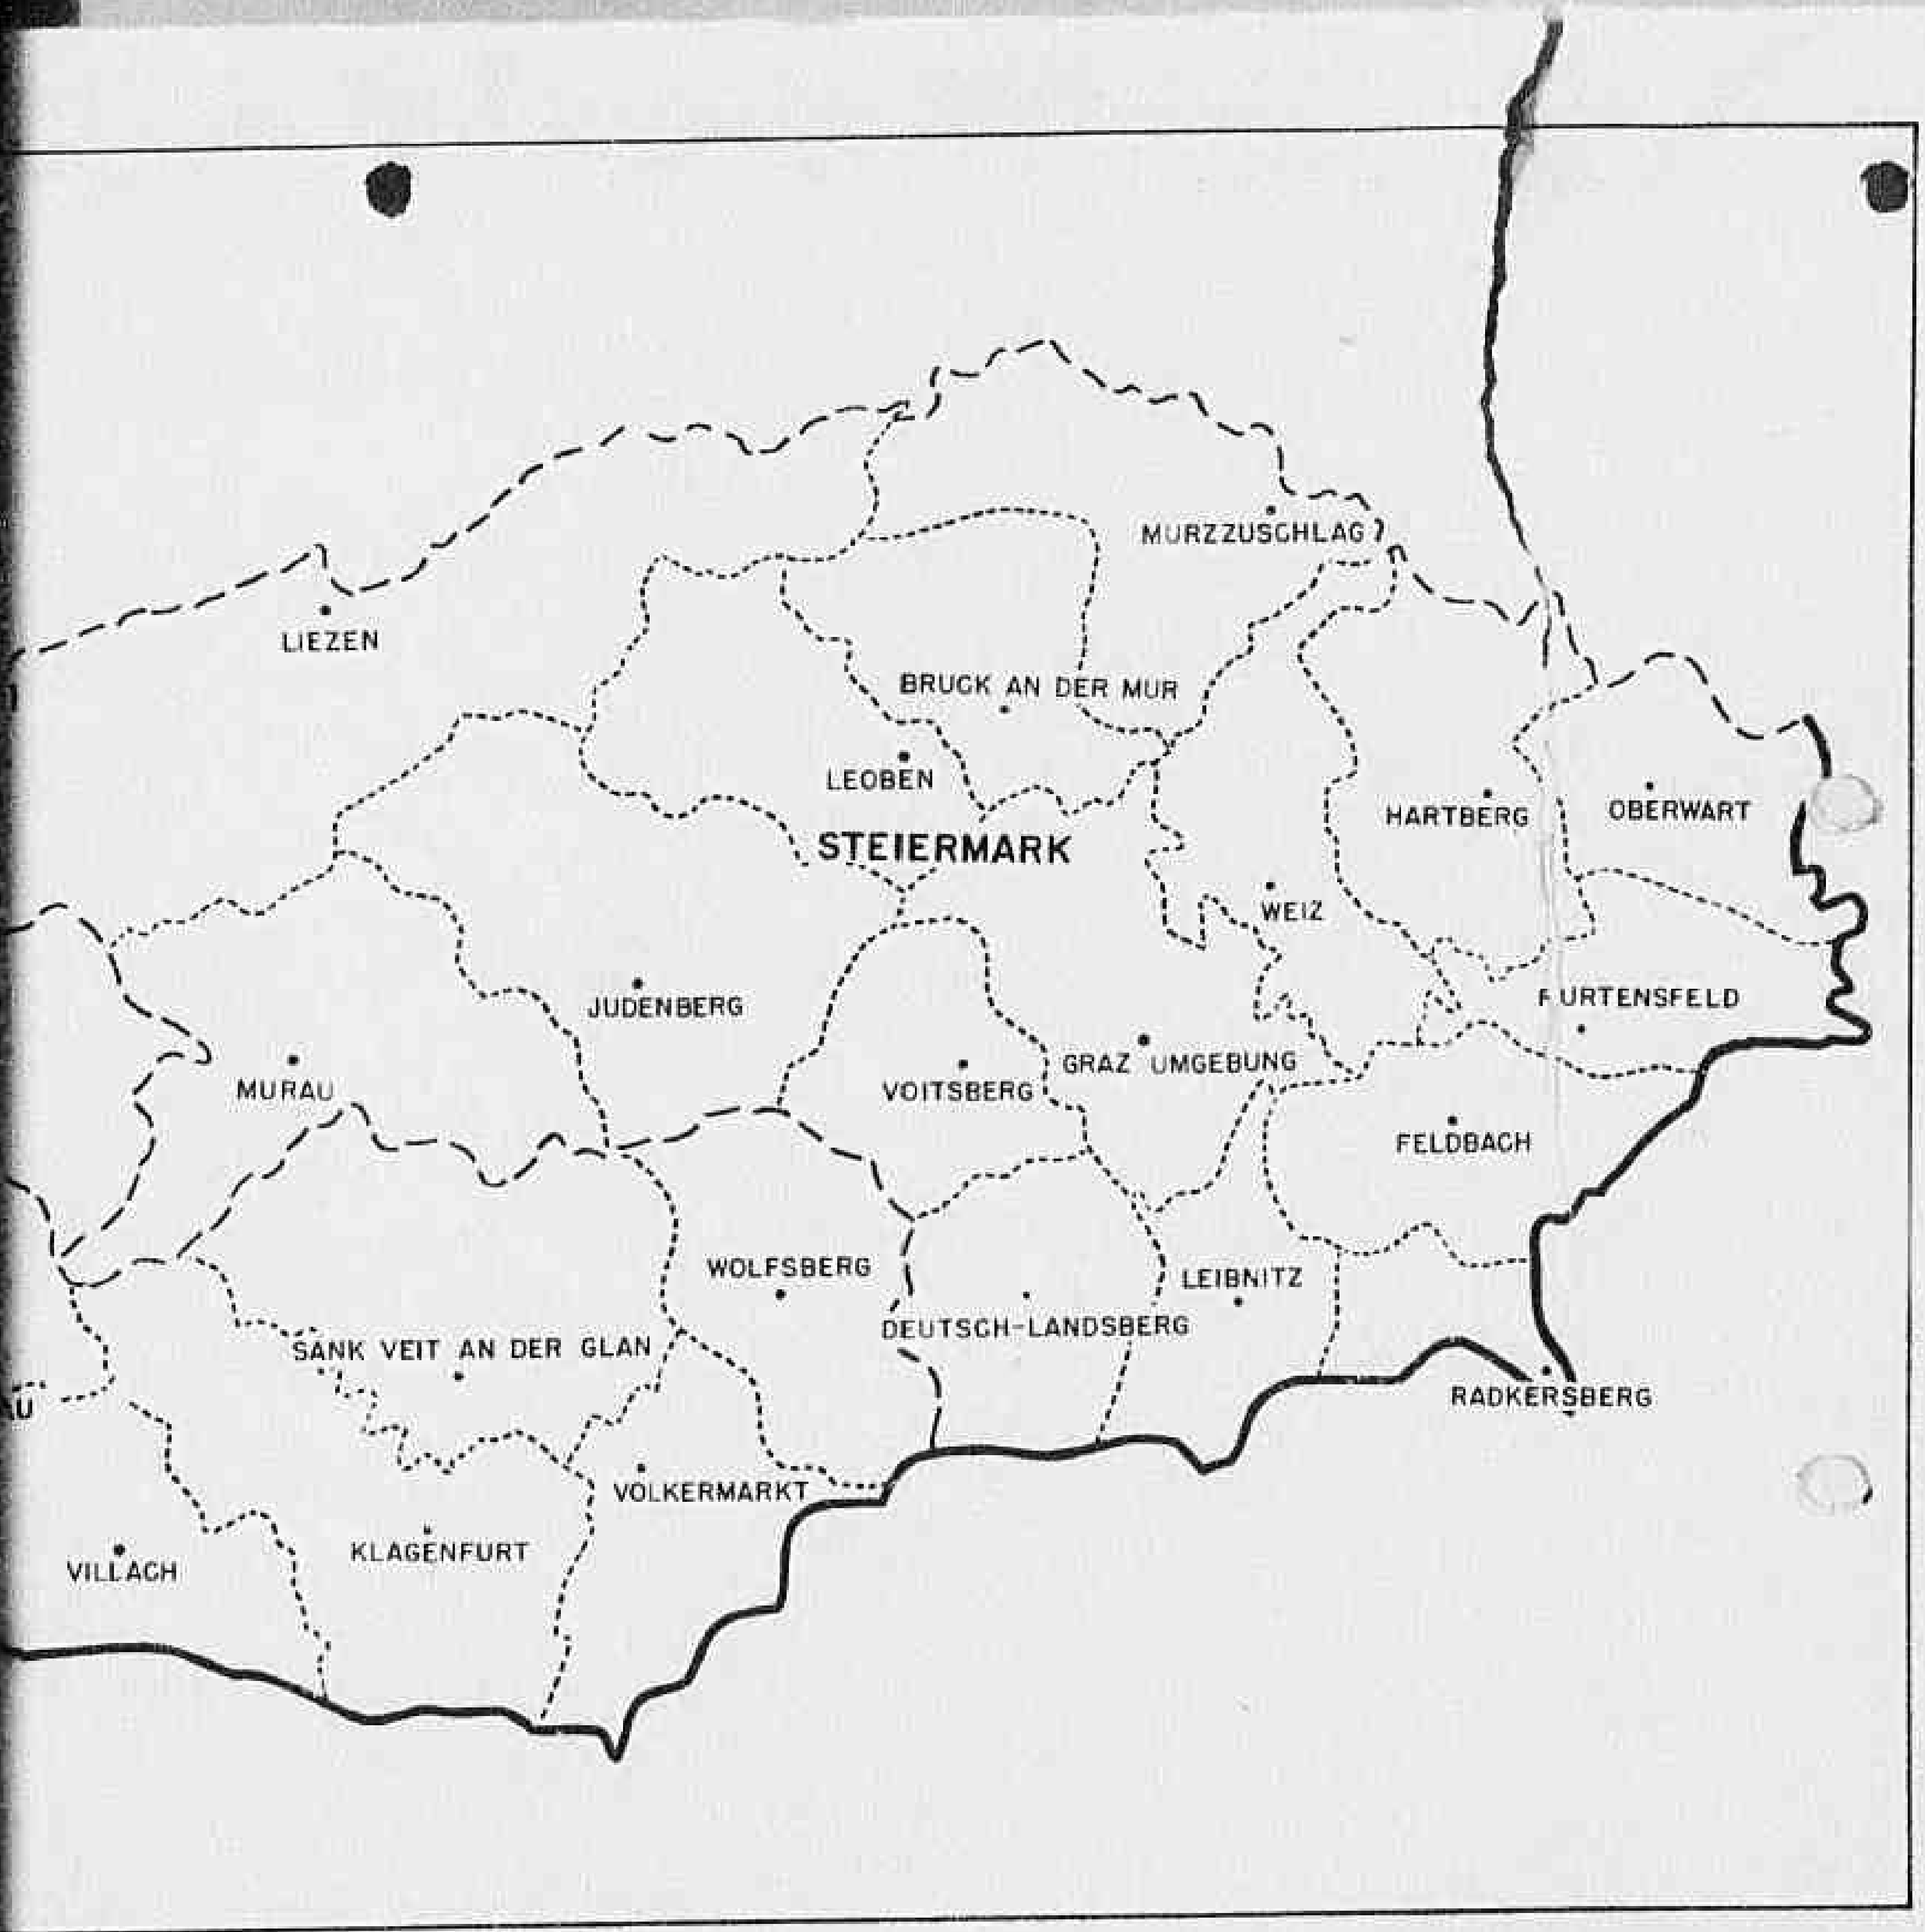 MURZZUSCHLAG
LIEZEN
BRUCK AN DER MUR
LEOBEN
HARTBERG
OBERWART
STEIERMARK
WEIZ
JUDENBERG
FURTENSFELD
MURAU
VOITSBERG
GRAZ UMGEBUNG
FELDBACH
WOLFSBERG
LEIBNITZ
DEUTSCH-LANDSBERG
SANK VEIT AN DER GLAN
RADKERSBERG
VOLKERMARKT
KLAGENFURT
VILLACH